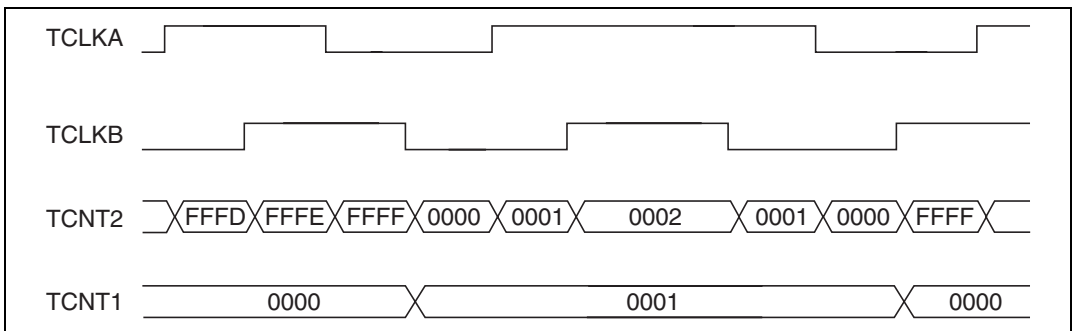 TCLKA
TCLKB
TCNT2 FFFD FFFE FFFF 0000 0001 0002 0001 0000 FFFF
TCNT1 0000 0001 0000